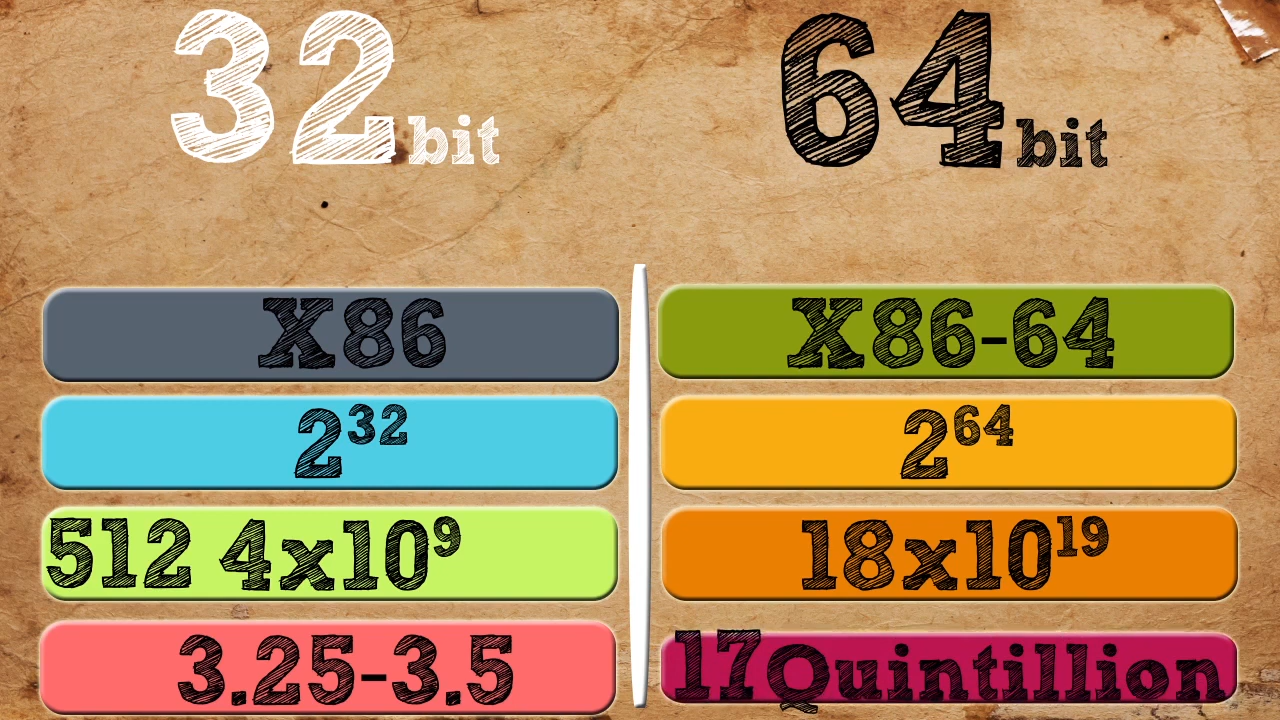 32bit
64bit
X86
X86-64
2³²
2⁶⁴
512 4x10⁹
18x10¹⁹
3.25-3.5
17Quintillion